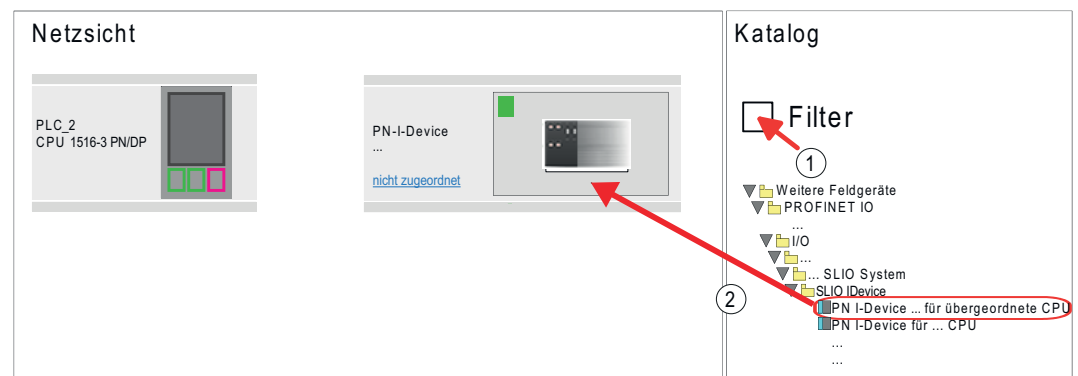 Netzsicht
PLC_2
CPU 1516-3 PN/DP
PN-I-Device
...
nicht zugeordnet
Katalog
Filter
1
Weitere Feldgeräte
PROFINET IO
...
I/O
...
... SLIO System
SLIO IDevice
2
PN I-Device ... für übergeordnete CPU
PN I-Device für ... CPU
...
...